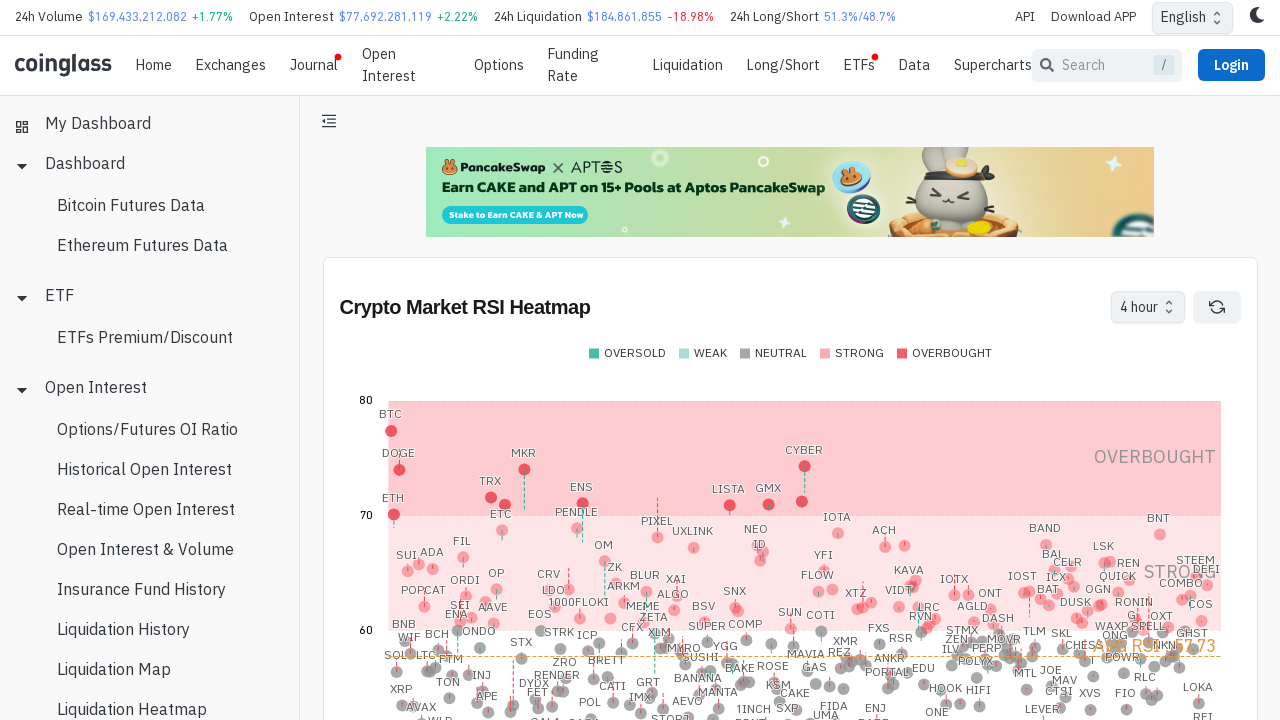 24h Volume $169,433,212,082 +1.77% Open Interest $77,692,281,119 +2.22% 24h Liquidation $184,861,855 -18.98% 24h Long/Short 51.3%/48.7% API Download APP English
coinglass Home Exchanges Journal Open Interest Options Funding Rate Liquidation Long/Short ETFs Data Supercharts Search / Login
My Dashboard
Dashboard
Bitcoin Futures Data
Ethereum Futures Data
ETF
ETFs Premium/Discount
Open Interest
Options/Futures OI Ratio
Historical Open Interest
Real-time Open Interest
Open Interest & Volume
Insurance Fund History
Liquidation History
Liquidation Map
Liquidation Heatmap
PancakeSwap X APTOS
Earn CAKE and APT on 15+ Pools at Aptos PancakeSwap
Stake to Earn CAKE & APT Now
Crypto Market RSI Heatmap 4 hour
OVERSOLD WEAK NEUTRAL STRONG OVERBOUGHT
80
BTC
DOGE MKR CYBER OVERBOUGHT
TRX ENS LISTA GMX
ETH
70 ETC PENDLE PIXEL IOTA BNT
UXLINK NEO ACH BAND
FIL OM ID LSK
SUI ADA YFI BAL CELR REN STEEM
OP CRV ZK BLUR XAI FLOW KAVA IOTX IOST ICX QUICK STRONG DEFI
POPCAT ORDI LDO ARKM ALGO SNX XTZ VIDT ONT BAT OGN COMBO
SEI AAVE 1000FLOKI MEME BSV LRC AGLD DUSK RONIN COS
ENA EOS ZETA SUN COTI RVN DASH OXT
60 BNB CFX SUPER COMP FXS STMX TLM WAXP SPELL
WIF BCH ONDO STRK ICP XLM XMR RSR ZEN MOVR SKL ONG GHST
STX MYRO YGG REZ ILV PERP CHESS NKN
SOL LTC FTM ZRO BRETT SUSHI MAVIA ANKR POLYX POWR
INJ RENDER BAKE ROSE GAS PORTAL EDU MTL JOE RLC
XRP TON DYDX CATI GRT BANANA KSM HOOK HIFI MAV LOKA
APE FET IMX MANTA CAKE CTSI XVS FIO
AVAX POL AEVO 1INCH SXP FIDA ENJ ONE LEVER
UMA